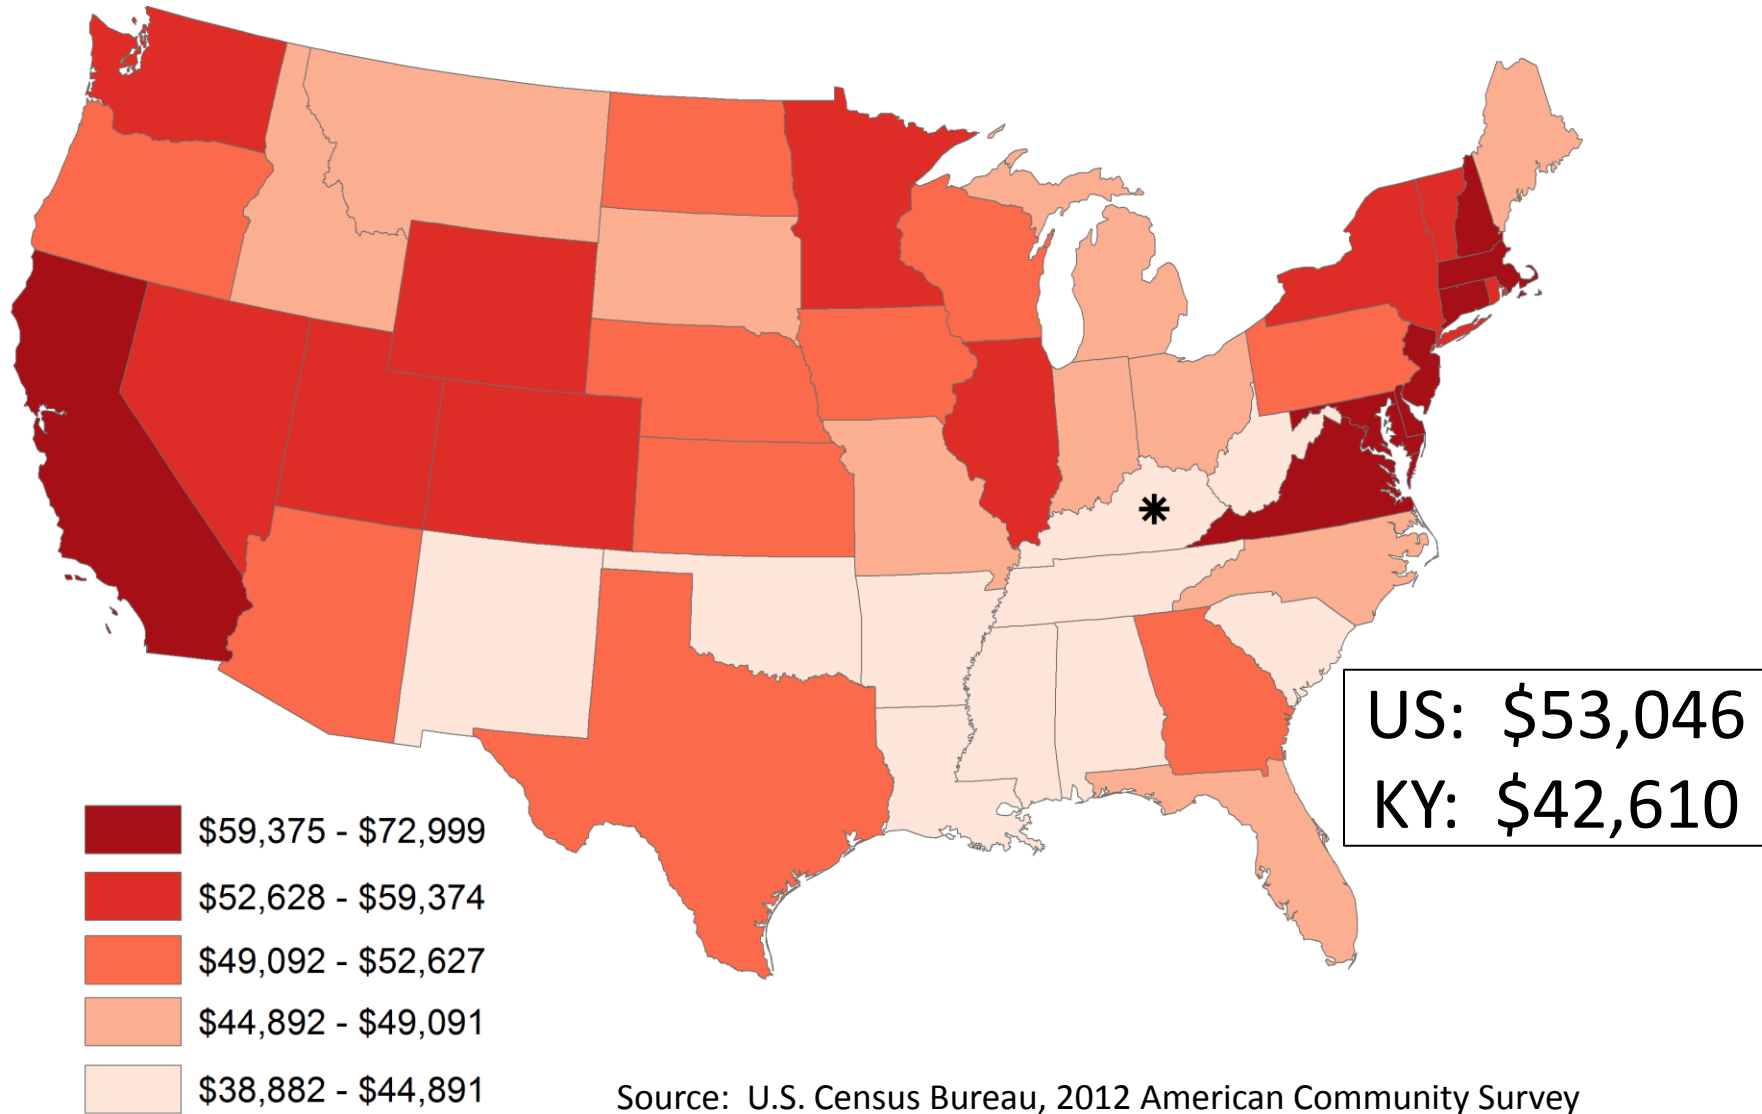 US: $53,046
KY: $42,610
$59,375 - $72,999
$52,628 - $59,374
$49,092 - $52,627
$44,892 - $49,091
$38,882 - $44,891
Source: U.S. Census Bureau, 2012 American Community Survey